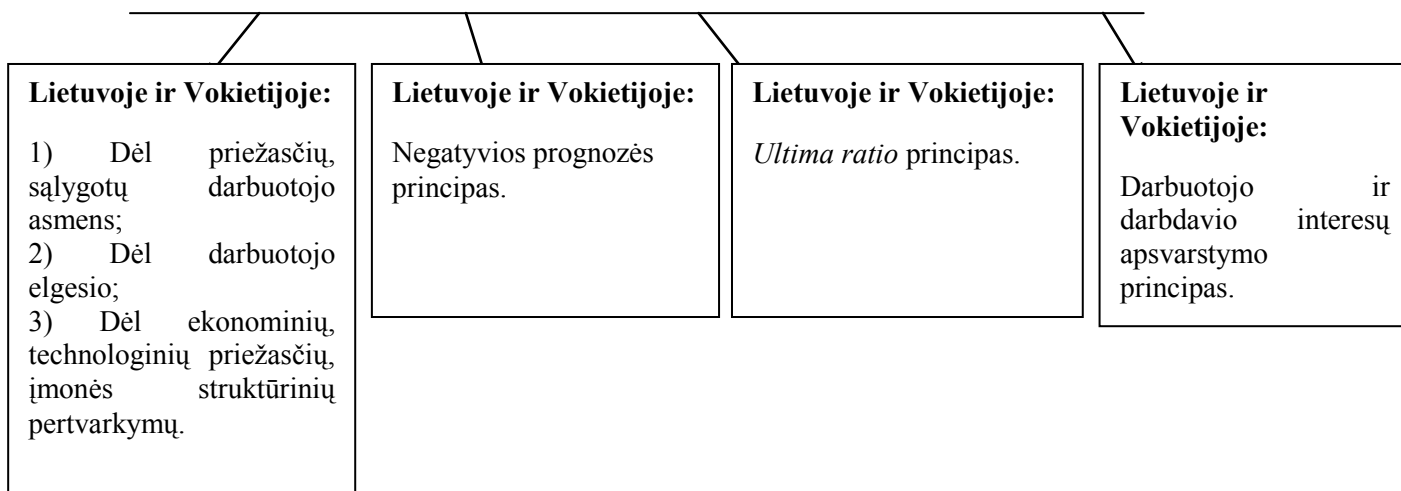 Lietuvoje ir Vokietijoje:
1) Dėl priežasčių,
sąlygotų darbuotojo
asmens;
2) Dėl darbuotojo
elgesio;
3) Dėl ekonominių,
technologinių priežasčių,
įmonės struktūrinių
pertvarkymų.
Lietuvoje ir Vokietijoje:
Negatyvios prognozės
principas.
Lietuvoje ir Vokietijoje:
Ultima ratio principas.
Lietuvoje ir
Vokietijoje:
Darbuotojo ir
darbdavio interesų
apsvarstymo
principas.